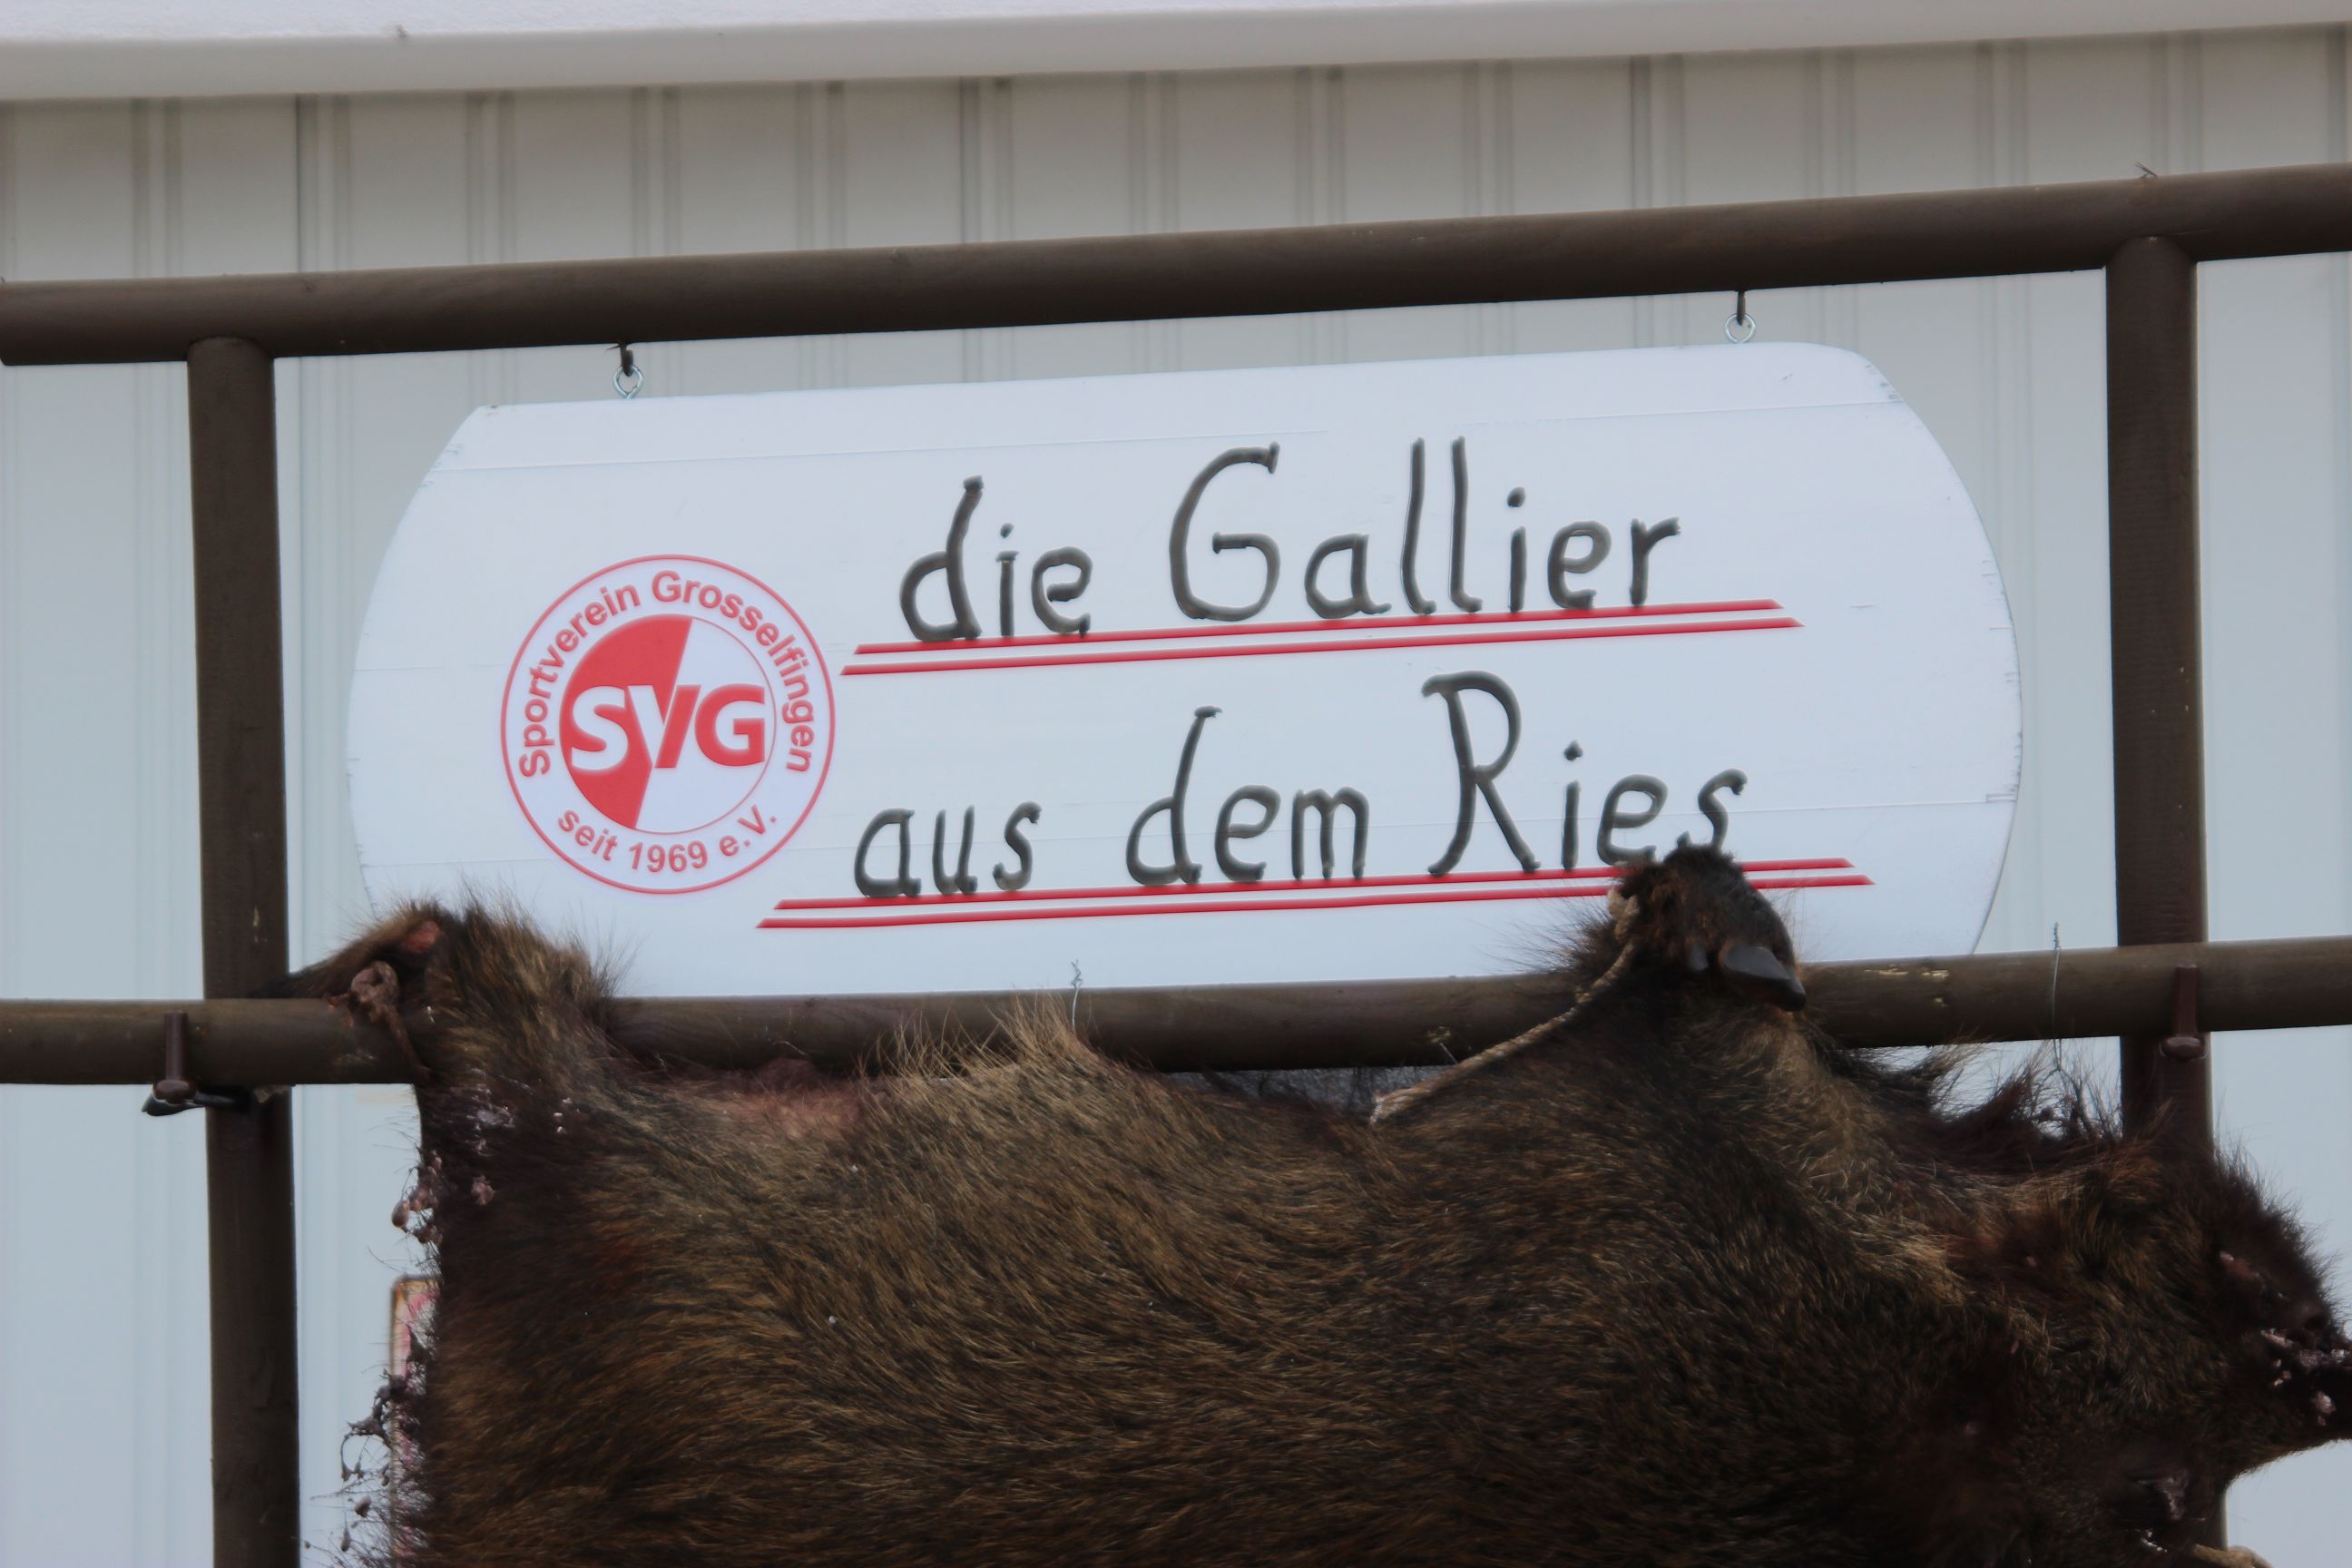 die Gallier
aus dem Ries
Sportverein Grosselfingen
SVG
seit 1969 e.V.